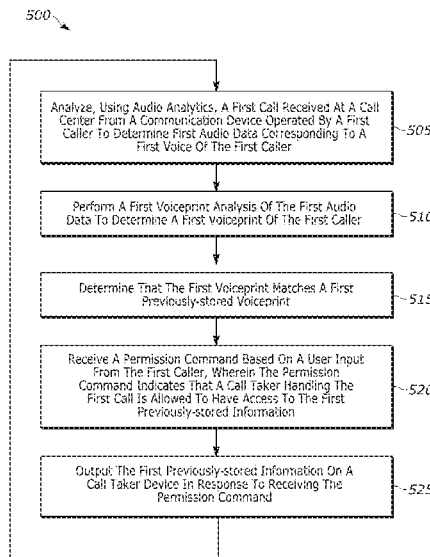 500
Analyze, Using Audio Analytics, A First Call Received At A Call
Center From A Communication Device Operated By A First
Caller To Determine First Audio Data Corresponding To A
First Voice Of The First Caller
505
Perform A First Voiceprint Analysis Of The First Audio
Data To Determine A First Voiceprint Of The First Caller
510
Determine That The First Voiceprint Matches A First
Previously-stored Voiceprint
515
Receive A Permission Command Based On A User Input
From The First Caller, Wherein The Permission
Command Indicates That A Call Taker Handling The
First Call Is Allowed To Have Access To The First
Previously-stored Information
520
Output The First Previously-stored Information On A
Call Taker Device In Response To Receiving The
Permission Command
525